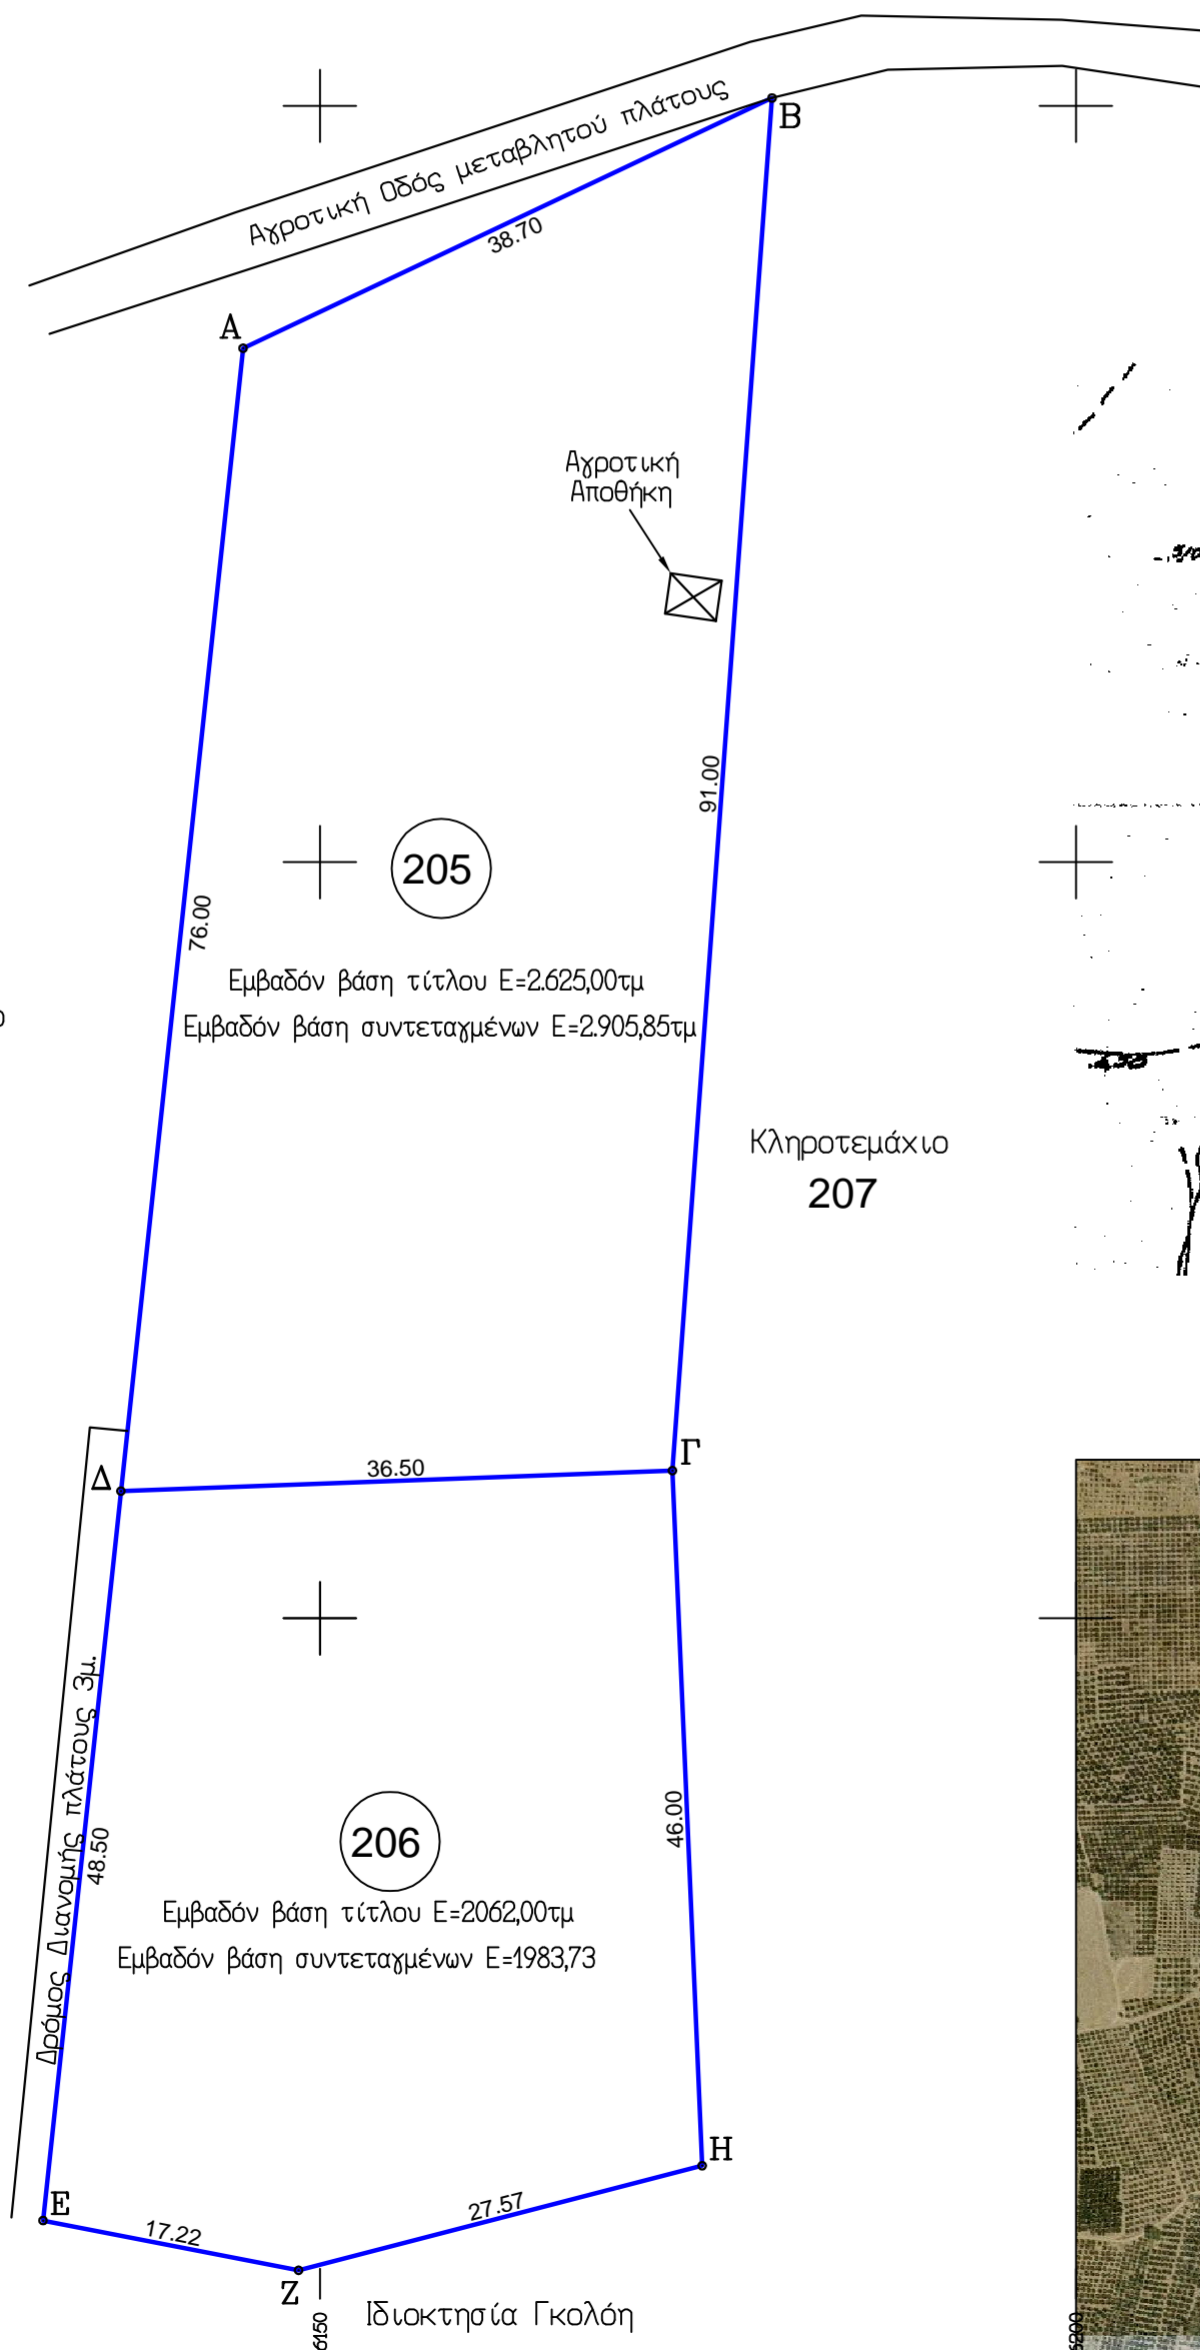 Αγροτική Οδός μεταβλητού πλάτους
Β
38.70
Α
Αγροτική
Αποθήκη
91.00
205
76.00
Εμβαδόν βάση τίτλου Ε=2.625,00τμ
Εμβαδόν βάση συντεταγμένων Ε=2.905,85τμ
Κληροτεμάχιο
207
Γ
36.50
Δ
Δρόμος Διανομής πλάτους 3μ.
48.50
46.00
206
Εμβαδόν βάση τίτλου Ε=2062,00τμ
Εμβαδόν βάση συντεταγμένων Ε=1983,73
Η
Ε
27.57
17.22
Ζ
Ιδιοκτησία Γκολόη
6150
6200